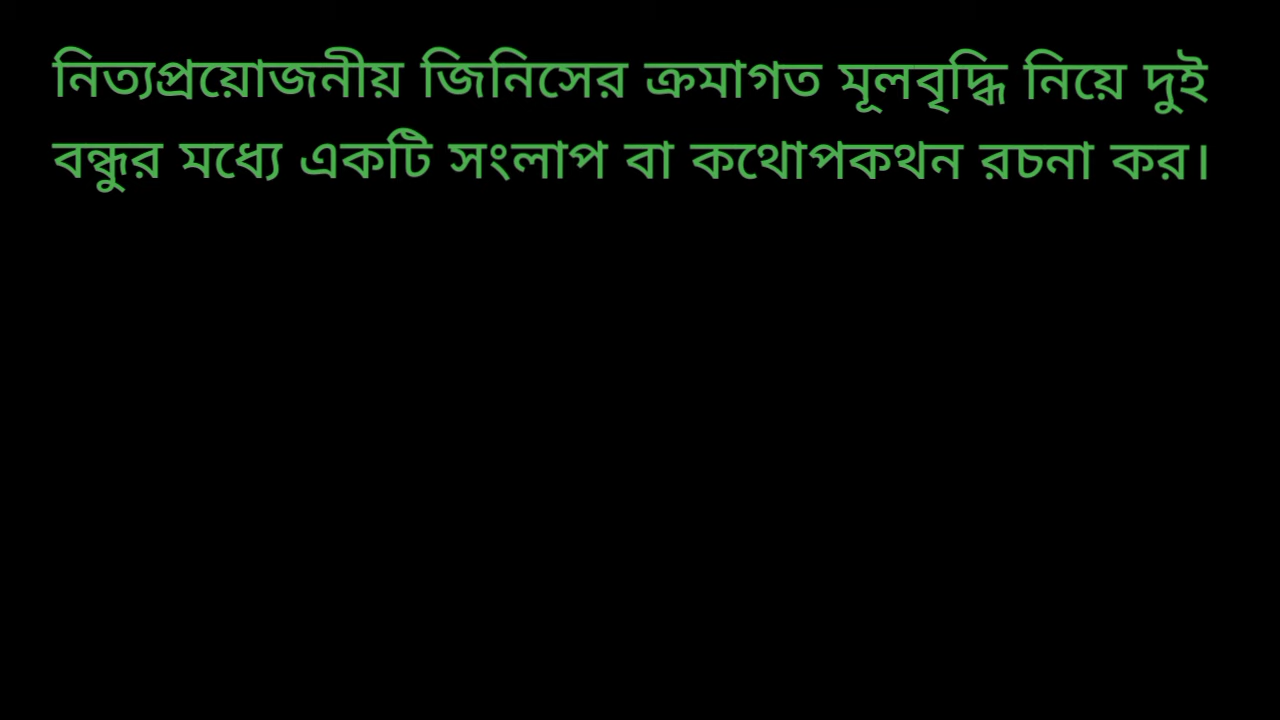 নিত্যপ্রয়োজনীয় জিনিসের ক্রমাগত মূলবৃদ্ধি নিয়ে দুই
বন্ধুর মধ্যে একটি সংলাপ বা কথোপকথন রচনা কর।